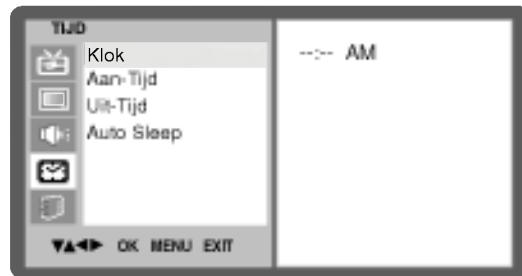 TIJD
Klok
Aan-Tijd
Uit-Tijd
Auto Sleep
--:-- AM
▼▲◀▶ OK MENU EXIT